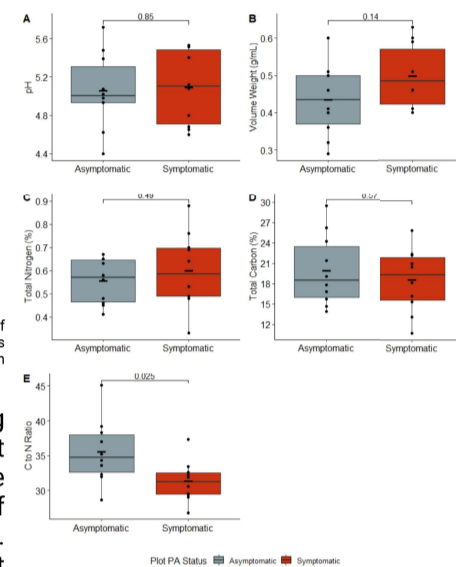 A
0.85
pH
5.6
5.2
4.8
4.4
Asymptomatic
Symptomatic
B
0.14
Volume Weight (g/mL)
0.6
0.5
0.4
0.3
Asymptomatic
Symptomatic
C
0.49
Total Nitrogen (%)
0.9
0.8
0.7
0.6
0.5
0.4
Asymptomatic
Symptomatic
D
0.57
Total Carbon (%)
30
27
24
21
18
15
12
Asymptomatic
Symptomatic
E
0.025
C to N Ratio
45
40
35
30
Asymptomatic
Symptomatic
Plot PA Status Asymptomatic Symptomatic